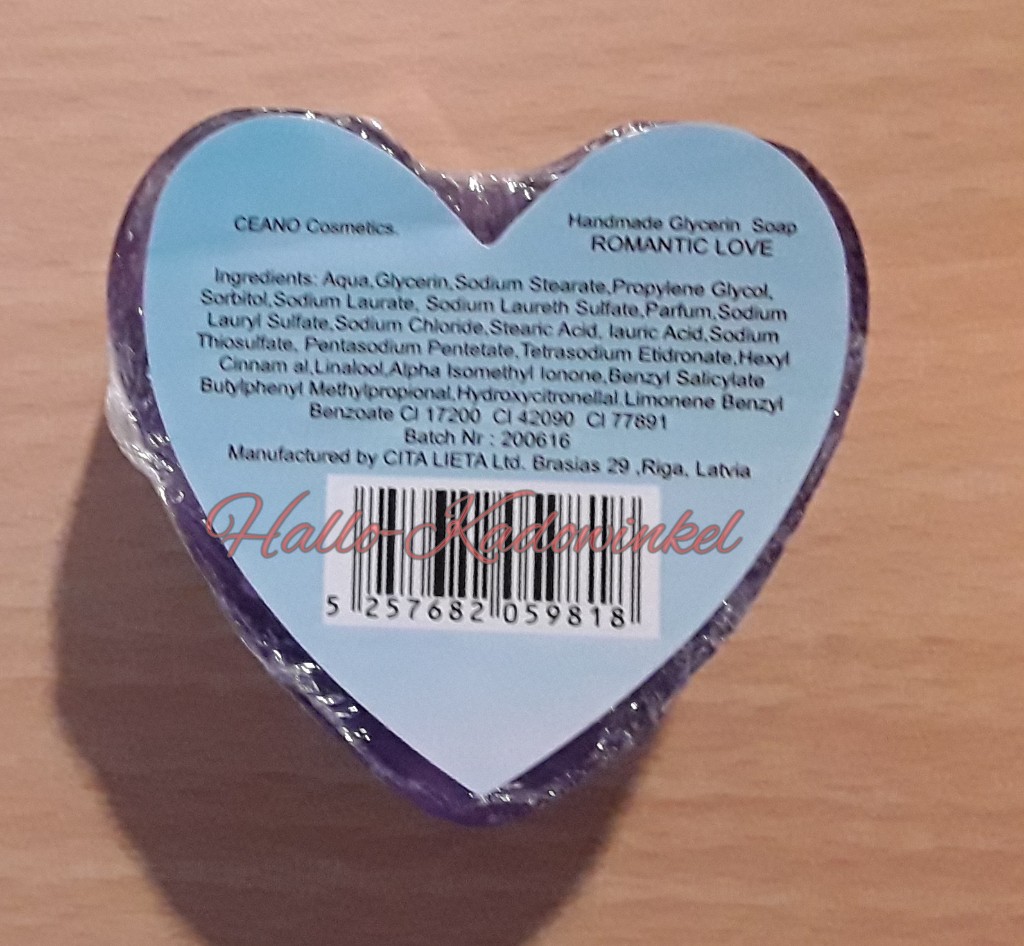 CEANO Cosmetics.
Handmade Glycerin Soap
ROMANTIC LOVE
Ingredients: Aqua,Glycerin,Sodium Stearate,Propylene Glycol,
Sorbitol,Sodium Laurate, Sodium Laureth Sulfate,Parfum,Sodium
Lauryl Sulfate,Sodium Chloride,Stearic Acid, lauric Acid,Sodium
Thiosulfate, Pentasodium Pentetate,Tetrasodium Etidronate,Hexyl
Cinnam al,Linalool,Alpha Isomethyl Ionone,Benzyl Salicylate
Butylphenyl Methylpropional,Hydroxycitronellal.Limonene Benzyl
Benzoate CI 17200 CI 42090 CI 77891
Batch Nr : 200616
Manufactured by CITA LIETA Ltd. Brasias 29 ,Riga, Latvia
Hallo-Kadowinkel
5 257682 059818